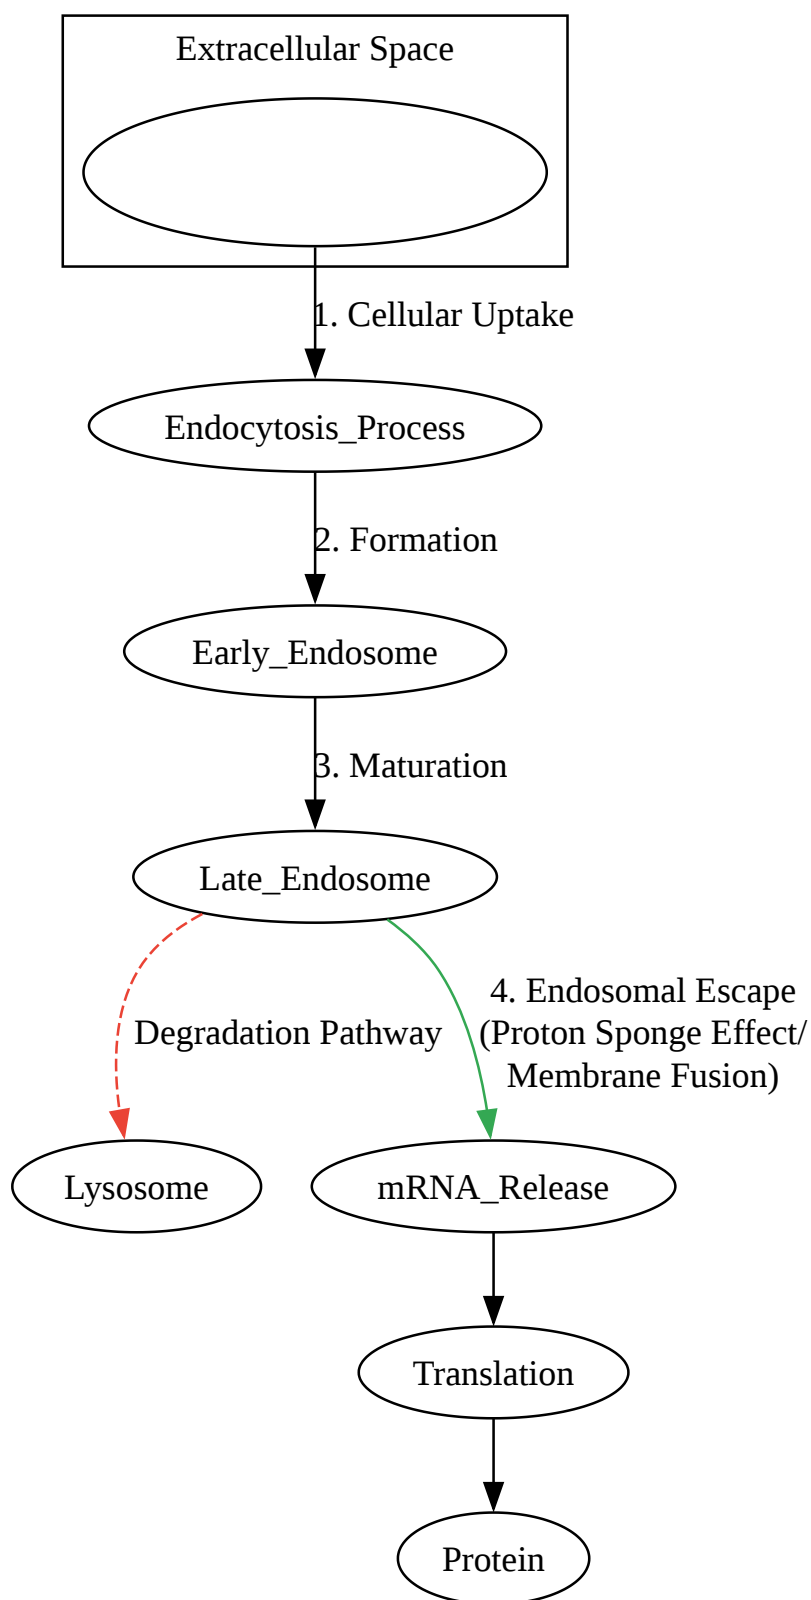 Extracellular Space
1. Cellular Uptake
Endocytosis_Process
2. Formation
Early_Endosome
3. Maturation
Late_Endosome
Degradation Pathway
4. Endosomal Escape
(Proton Sponge Effect/
Membrane Fusion)
Lysosome
mRNA_Release
Translation
Protein